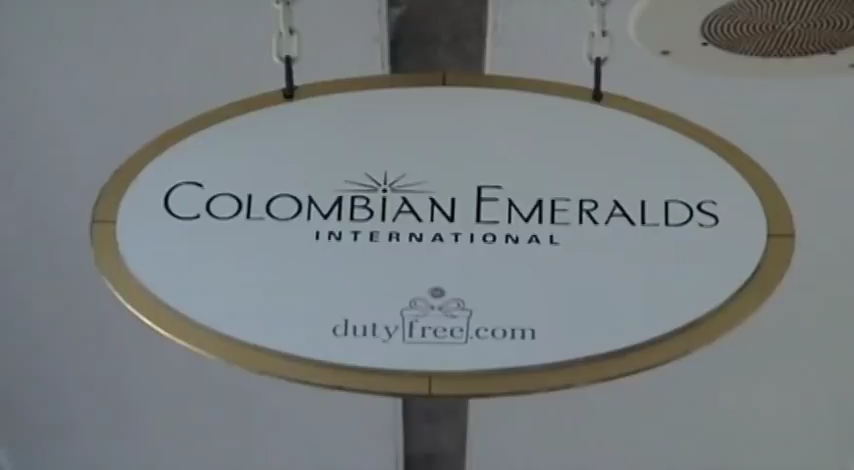 COLOMBIAN EMERALDS
INTERNATIONAL
dutyfree.com